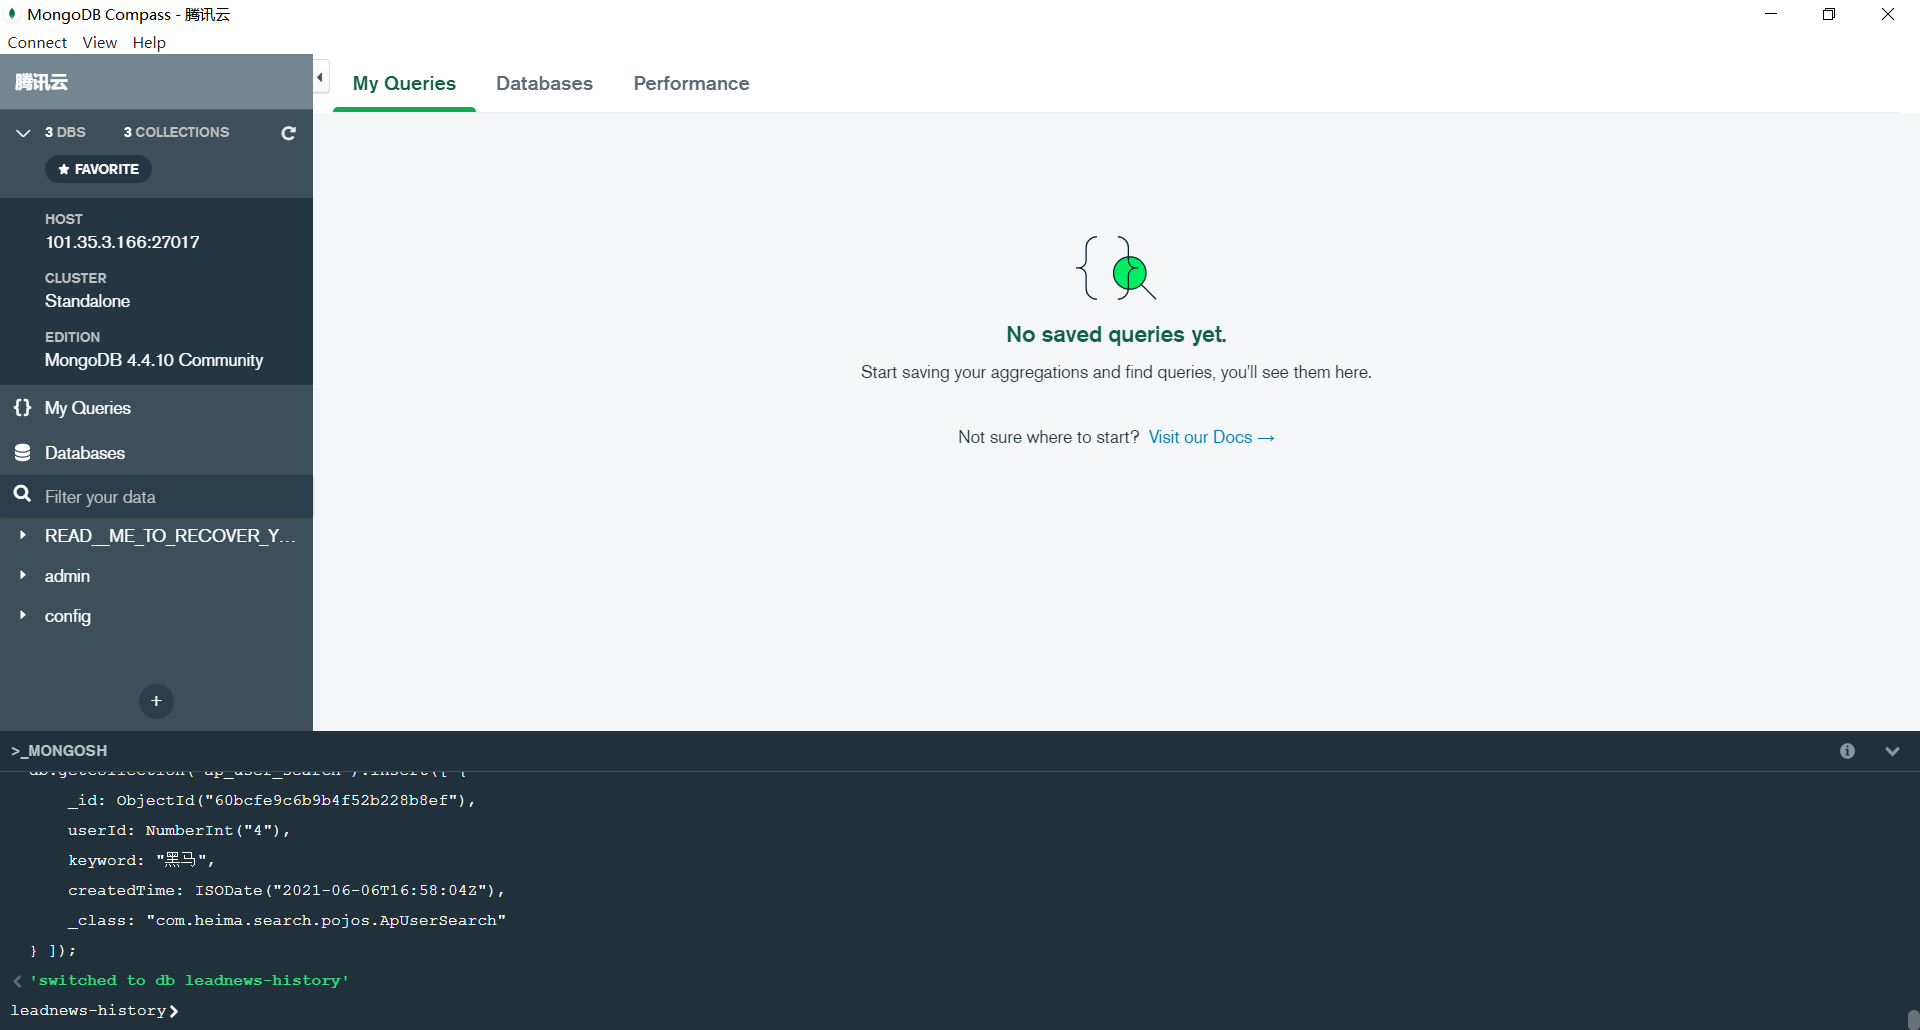 MongoDB Compass - 腾讯云
Connect View Help
腾讯云
My Queries Databases Performance
3 DBS 3 COLLECTIONS
FAVORITE
HOST
101.35.3.166:27017
CLUSTER
Standalone
EDITION
MongoDB 4.4.10 Community
{} My Queries
Databases
Filter your data
READ__ME_TO_RECOVER_Y...
admin
config
+
No saved queries yet.
Start saving your aggregations and find queries, you'll see them here.
Not sure where to start? Visit our Docs →
>_MONGOSH
db.getCollection("ap_user_search").insert([ {
_id: ObjectId("60bcfe9c6b9b4f52b228b8ef"),
userId: NumberInt("4"),
keyword: "黑马",
createdTime: ISODate("2021-06-06T16:58:04Z"),
_class: "com.heima.search.pojos.ApUserSearch"
} ]);
'switched to db leadnews-history'
leadnews-history>